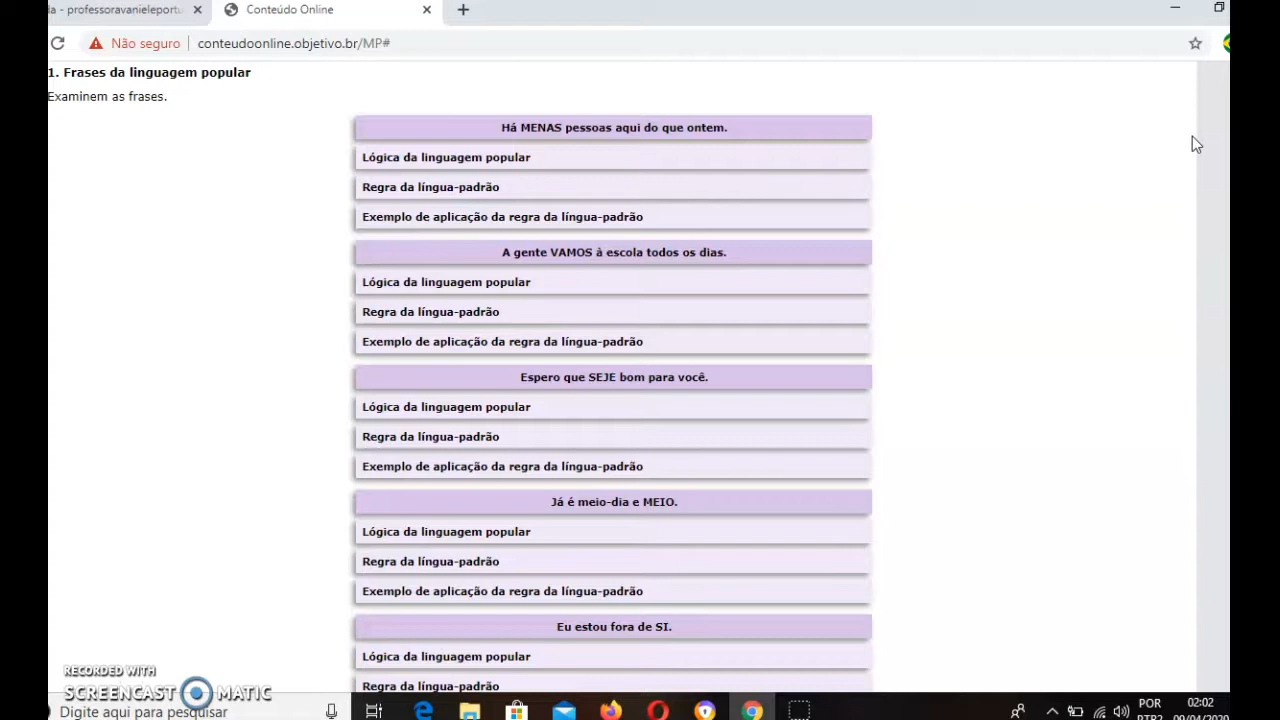 da - professoravanieleportu
Conteúdo Online
Não seguro
conteudoonline.objetivo.br/MP#
1. Frases da linguagem popular
Examinem as frases.
Há MENAS pessoas aqui do que ontem.
Lógica da linguagem popular
Regra da língua-padrão
Exemplo de aplicação da regra da língua-padrão
A gente VAMOS à escola todos os dias.
Lógica da linguagem popular
Regra da língua-padrão
Exemplo de aplicação da regra da língua-padrão
Espero que SEJE bom para você.
Lógica da linguagem popular
Regra da língua-padrão
Exemplo de aplicação da regra da língua-padrão
Já é meio-dia e MEIO.
Lógica da linguagem popular
Regra da língua-padrão
Exemplo de aplicação da regra da língua-padrão
Eu estou fora de SI.
Lógica da linguagem popular
Regra da língua-padrão
RECORDED WITH
SCREENCAST MATIC
Digite aqui para pesquisar
POR
PTB2
02:02
09/04/2020